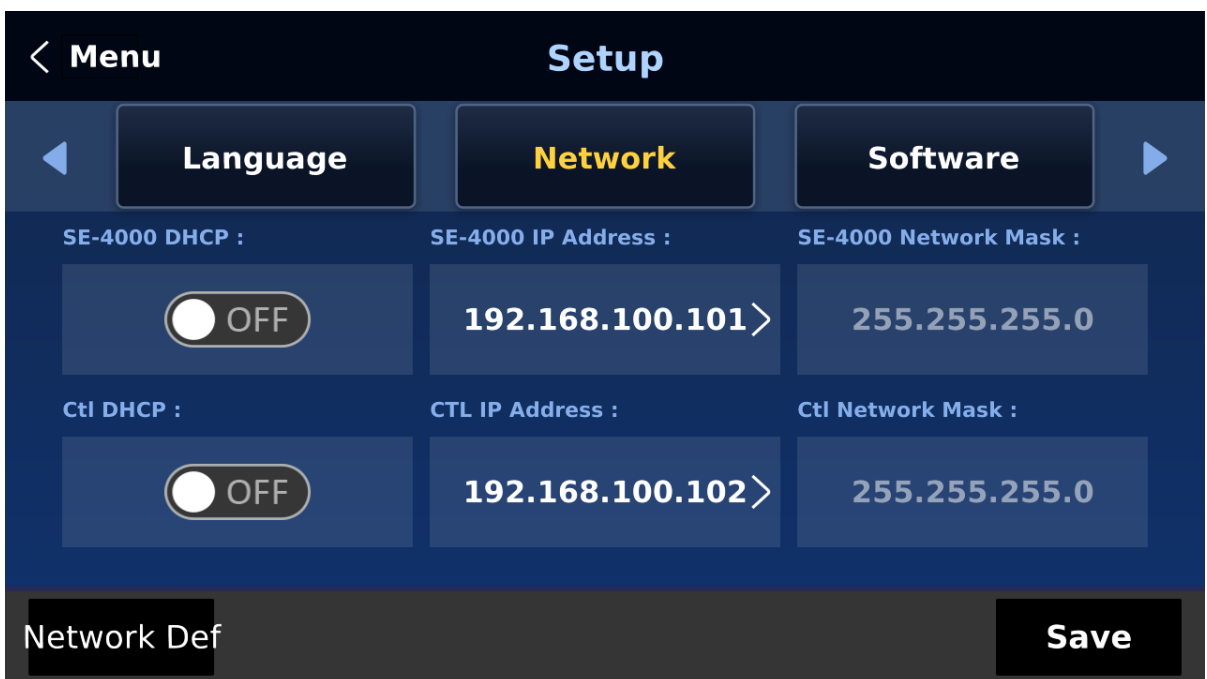 Menu
Setup
Language
Network
Software
SE-4000 DHCP :
SE-4000 IP Address :
SE-4000 Network Mask :
OFF
192.168.100.101
255.255.255.0
Ctl DHCP :
CTL IP Address :
Ctl Network Mask :
OFF
192.168.100.102
255.255.255.0
Network Def
Save